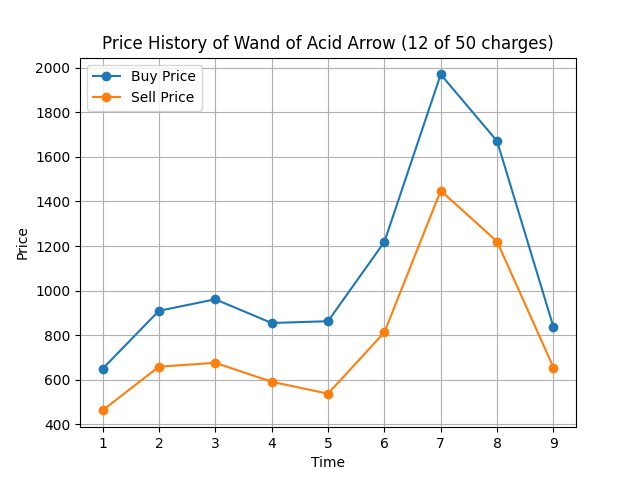 Price History of Wand of Acid Arrow (12 of 50 charges)
Buy Price
Sell Price
2000
1800
1600
1400
1200
1000
800
600
400
Price
1 2 3 4 5 6 7 8 9
Time